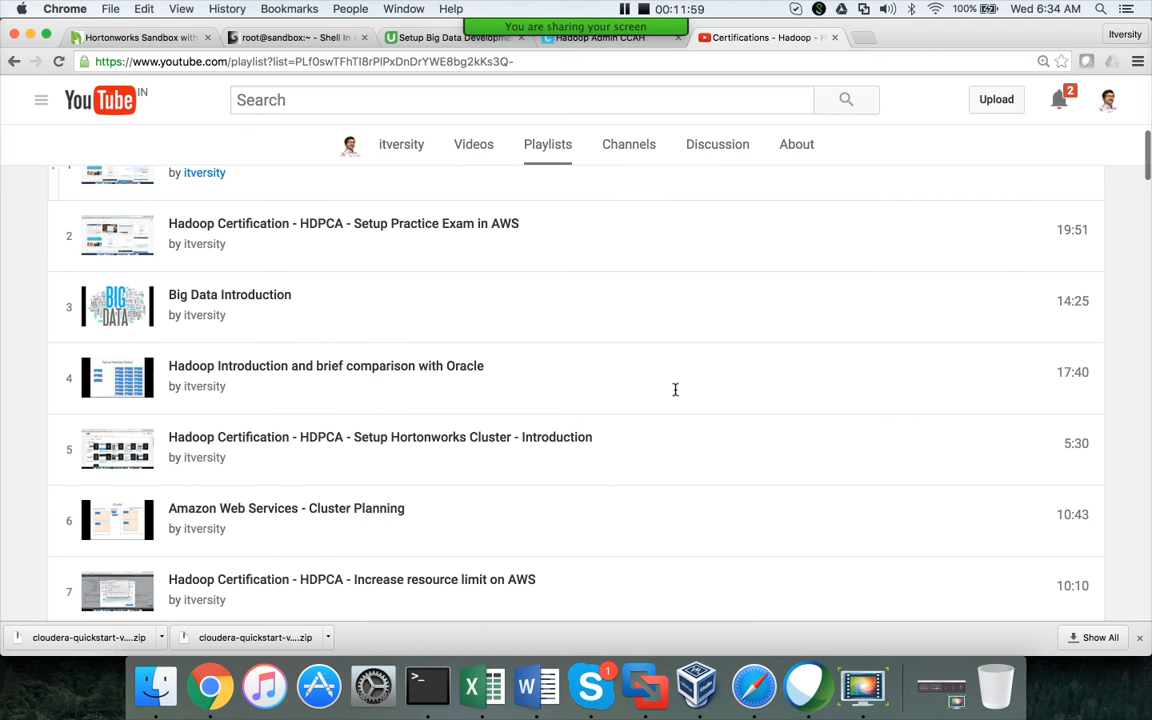 Chrome File Edit View History Bookmarks People Window Help 00:11:59 100% Wed 6:34 AM
You are sharing your screen
Hortonworks Sandbox with root@sandbox:~ - Shell In Setup Big Data Developme Hadoop Admin CCAH Certifications - Hadoop - Itversity
https://www.youtube.com/playlist?list=PLf0swTFhTI8rPlPxDnDrYWE8bg2kKs3Q-
YouTube IN Search Upload 2
itversity Videos Playlists Channels Discussion About
by itversity
2 Hadoop Certification - HDPCA - Setup Practice Exam in AWS 19:51
by itversity
3 BIG DATA Big Data Introduction 14:25
by itversity
4 Hadoop Introduction and brief comparison with Oracle 17:40
by itversity
5 Hadoop Certification - HDPCA - Setup Hortonworks Cluster - Introduction 5:30
by itversity
6 Amazon Web Services - Cluster Planning 10:43
by itversity
7 Hadoop Certification - HDPCA - Increase resource limit on AWS 10:10
by itversity
cloudera-quickstart-v....zip cloudera-quickstart-v....zip Show All
1